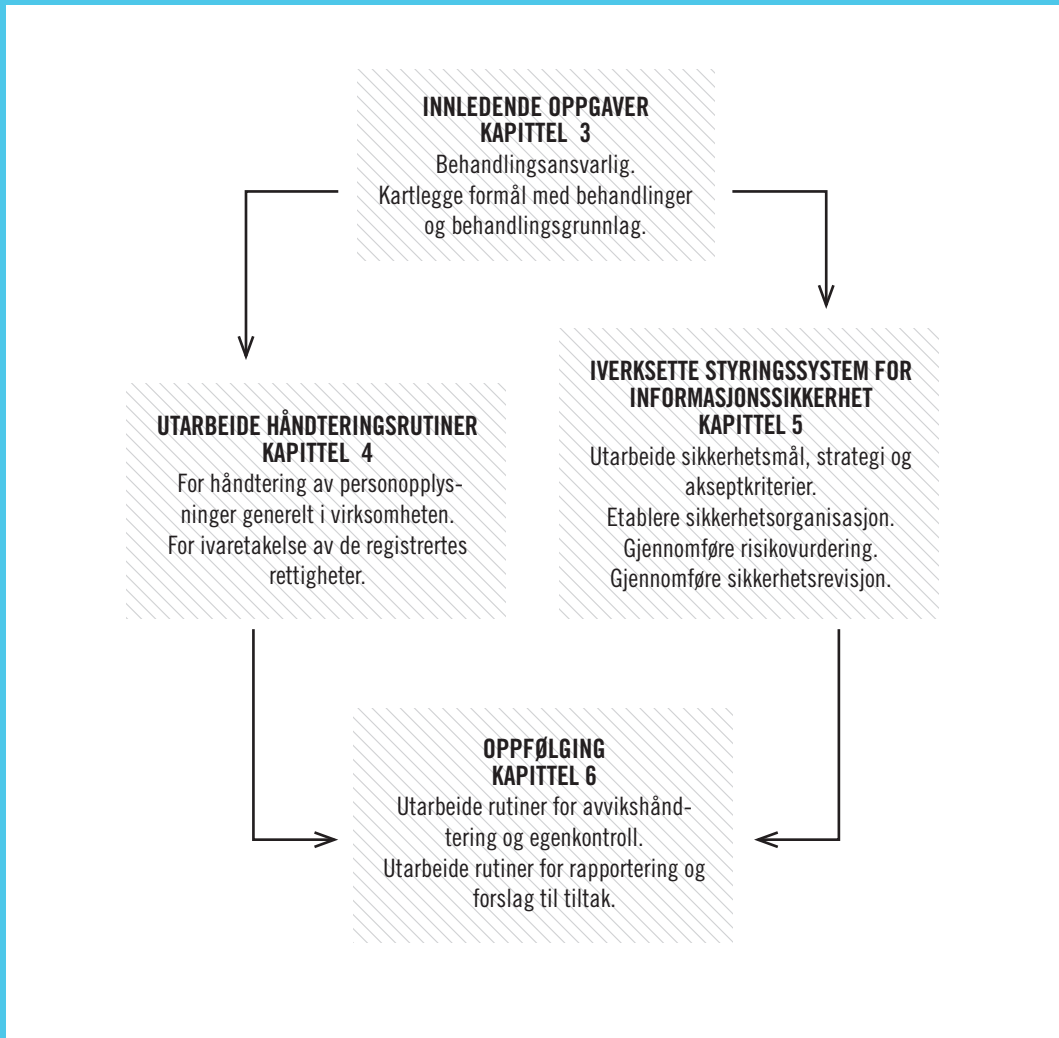 INNLEDENDE OPPGAVER
KAPITTEL 3
Behandlingsansvarlig.
Kartlegge formål med behandlinger
og behandlingsgrunnlag.
UTARBEIDE HÅNDTERINGSRUTINER
KAPITTEL 4
For håndtering av personopplys-
ninger generelt i virksomheten.
For ivaretakelse av de registrertes
rettigheter.
IVERKSETTE STYRINGSSYSTEM FOR
INFORMASJONSSIKKERHET
KAPITTEL 5
Utarbeide sikkerhetsmål, strategi og
akseptkriterier.
Etablere sikkerhetsorganisasjon.
Gjennomføre risikovurdering.
Gjennomføre sikkerhetsrevisjon.
OPPFØLGING
KAPITTEL 6
Utarbeide rutiner for avvikshånd-
tering og egenkontroll.
Utarbeide rutiner for rapportering og
forslag til tiltak.